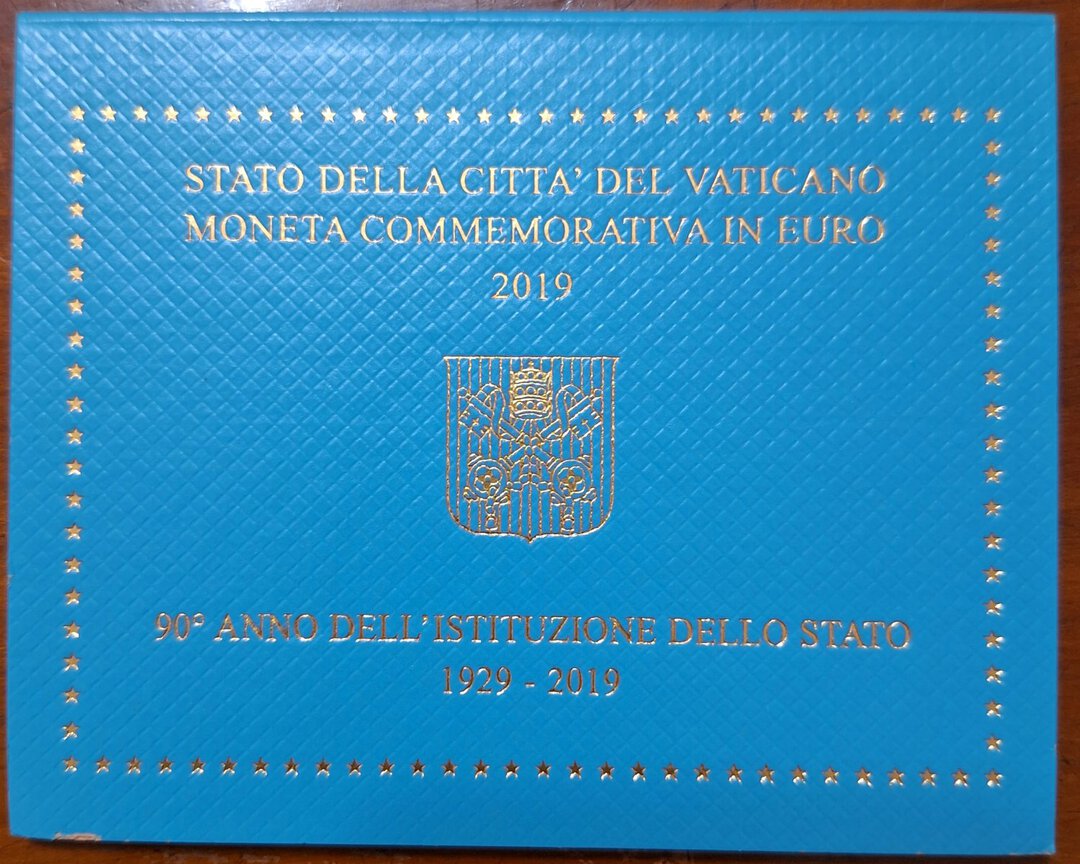 STATO DELLA CITTA' DEL VATICANO
MONETA COMMEMORATIVA IN EURO
2019
90° ANNO DELL'ISTITUZIONE DELLO STATO
1929 - 2019